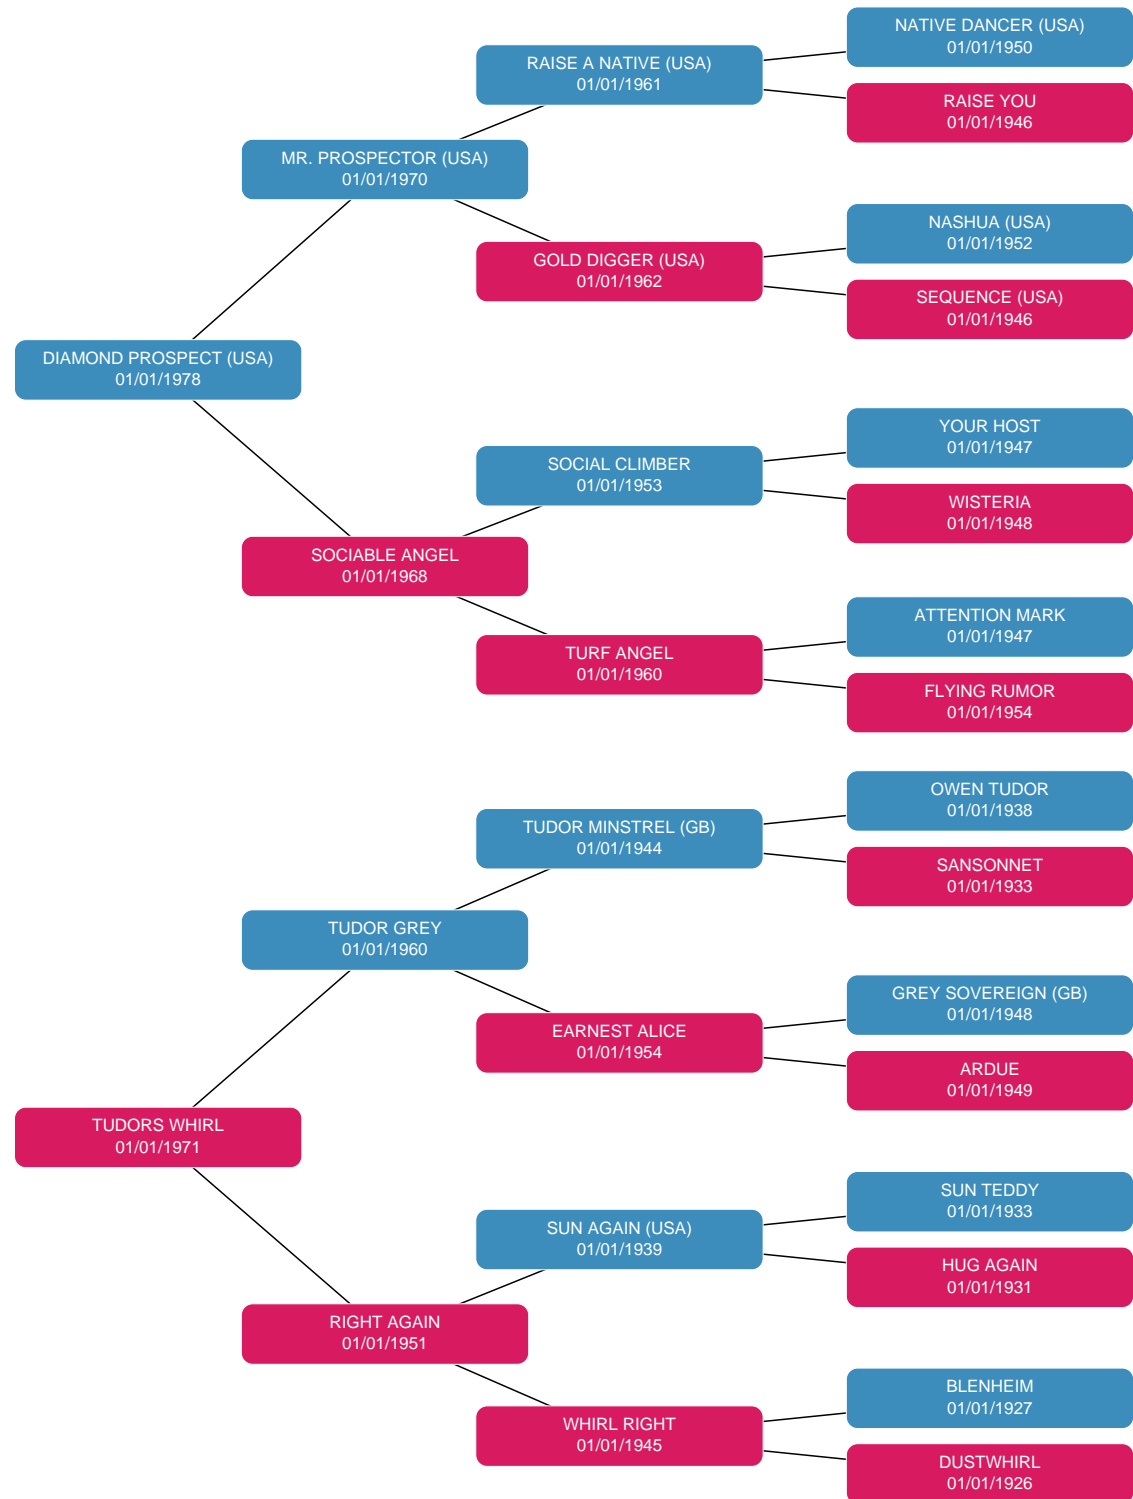 NATIVE DANCER (USA)
01/01/1950
RAISE A NATIVE (USA)
01/01/1961
RAISE YOU
01/01/1946
MR. PROSPECTOR (USA)
01/01/1970
NASHUA (USA)
01/01/1952
GOLD DIGGER (USA)
01/01/1962
SEQUENCE (USA)
01/01/1946
DIAMOND PROSPECT (USA)
01/01/1978
YOUR HOST
01/01/1947
SOCIAL CLIMBER
01/01/1953
WISTERIA
01/01/1948
SOCIABLE ANGEL
01/01/1968
ATTENTION MARK
01/01/1947
TURF ANGEL
01/01/1960
FLYING RUMOR
01/01/1954
OWEN TUDOR
01/01/1938
TUDOR MINSTREL (GB)
01/01/1944
SANSONNET
01/01/1933
TUDOR GREY
01/01/1960
GREY SOVEREIGN (GB)
01/01/1948
EARNEST ALICE
01/01/1954
ARDUE
01/01/1949
TUDORS WHIRL
01/01/1971
SUN TEDDY
01/01/1933
SUN AGAIN (USA)
01/01/1939
HUG AGAIN
01/01/1931
RIGHT AGAIN
01/01/1951
BLENHEIM
01/01/1927
WHIRL RIGHT
01/01/1945
DUSTWHIRL
01/01/1926